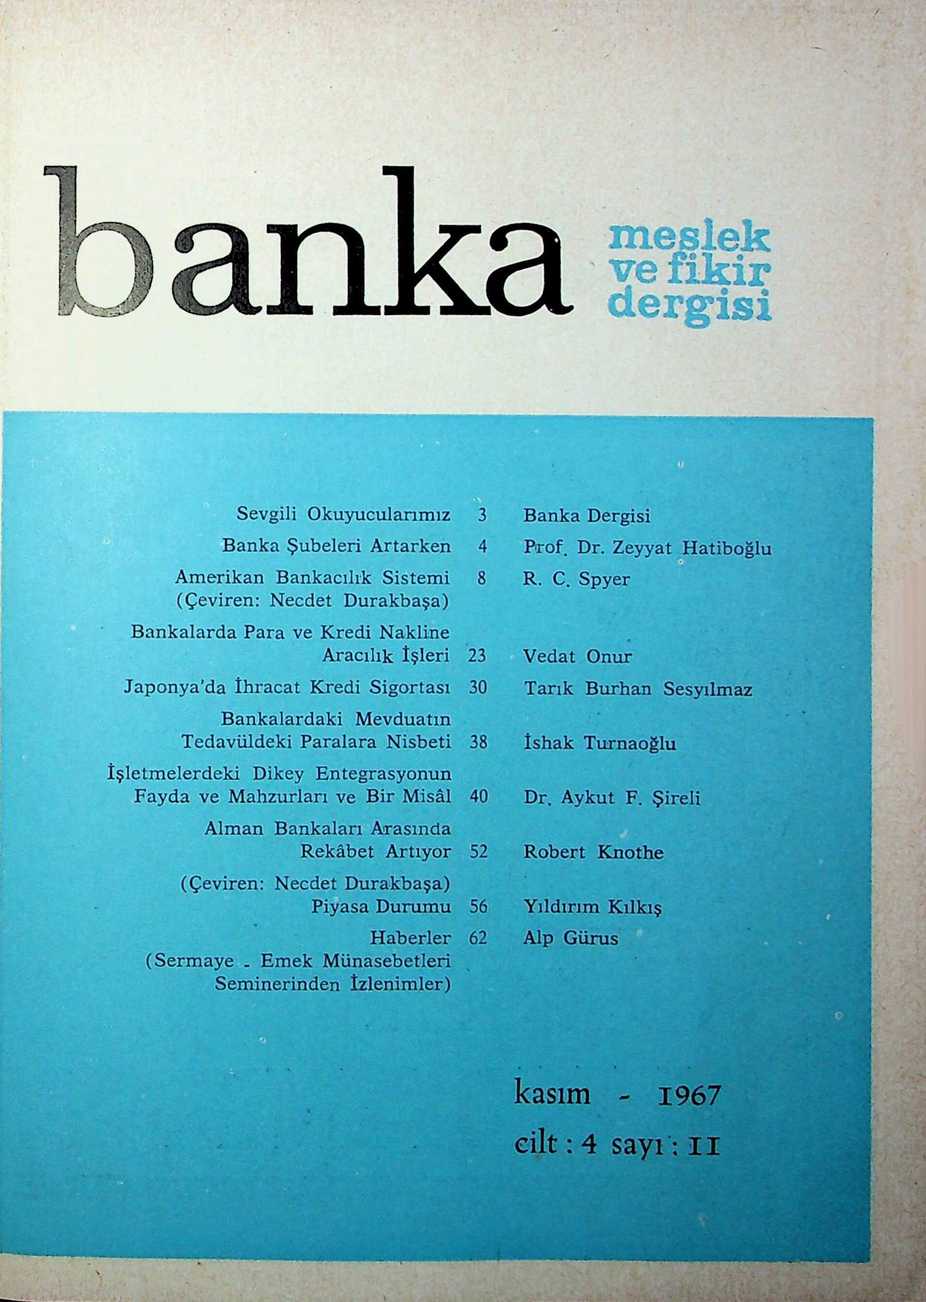 banka
meslek
ve fikir
dergisi
Sevgili Okuyucularımız 3 Banka Dergisi
Banka Şubeleri Artarken 4 Prof. Dr. Zeyyat Hatiboğlu
Amerikan Bankacılık Sistemi 8 R. C. Spyer
(Çeviren: Necdet Durakbaşa)
Bankalarda Para ve Kredi Nakline
Aracılık İşleri 23 Vedat Onur
Japonya'da İhracat Kredi Sigortası 30 Tarık Burhan Sesyılmaz
Bankalardaki Mevduatın
Tedavüldeki Paralara Nisbeti 38 İshak Turnaoğlu
İşletmelerdeki Dikey Entegrasyonun
Fayda ve Mahzurları ve Bir Misâl 40 Dr. Aykut F. Şireli
Alman Bankaları Arasında
Rekâbet Artıyor 52 Robert Knothe
(Çeviren: Necdet Durakbaşa)
Piyasa Durumu 56 Yıldırım Kılkış
Haberler 62 Alp Gürus
(Sermaye - Emek Münasebetleri
Seminerinden İzlenimler)
kasım - 1967
cilt : 4 sayı : 11